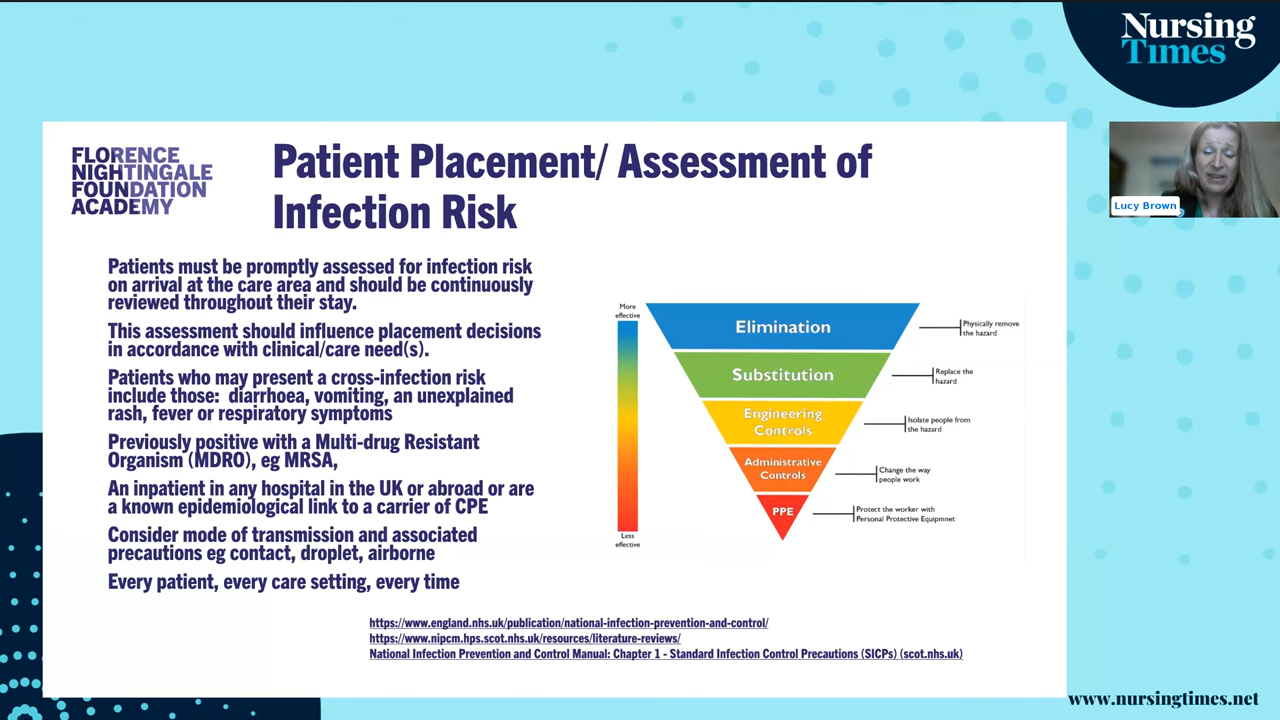 Nursing
Times
FLORENCE
NIGHTINGALE
FOUNDATION
ACADEMY
Patient Placement/ Assessment of
Infection Risk
Lucy Brown
Patients must be promptly assessed for infection risk
on arrival at the care area and should be continuously
reviewed throughout their stay.
This assessment should influence placement decisions
in accordance with clinical/care need(s).
Patients who may present a cross-infection risk
include those:  diarrhoea, vomiting, an unexplained
rash, fever or respiratory symptoms
Previously positive with a Multi-drug Resistant
Organism (MDRO), eg MRSA,
An inpatient in any hospital in the UK or abroad or are
a known epidemiological link to a carrier of CPE
Consider mode of transmission and associated
precautions eg contact, droplet, airborne
Every patient, every care setting, every time
More
effective
Less
effective
Elimination
Physically remove
the hazard
Substitution
Replace the
hazard
Engineering
Controls
Isolate people from
the hazard
Administrative
Controls
Change the way
people work
PPE
Protect the worker with
Personal Protective Equipmnet
https://www.england.nhs.uk/publication/national-infection-prevention-and-control/
https://www.nipcm.hps.scot.nhs.uk/resources/literature-reviews/
National Infection Prevention and Control Manual: Chapter 1 - Standard Infection Control Precautions (SICPs) (scot.nhs.uk)
www.nursingtimes.net